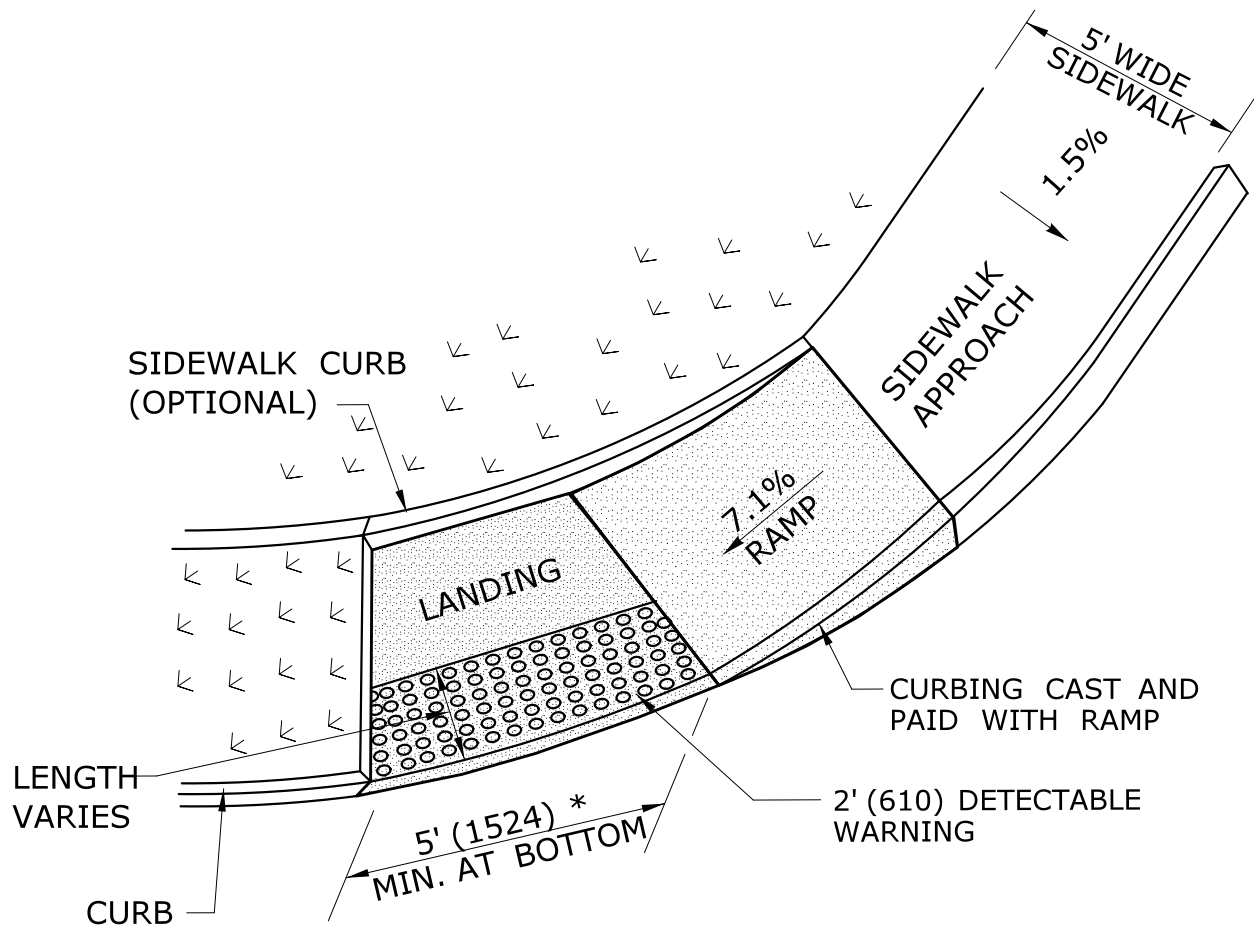 5' WIDE
SIDEWALK
1.5%
SIDEWALK
APPROACH
SIDEWALK CURB
(OPTIONAL)
7.1%
RAMP
LANDING
CURBING CAST AND
PAID WITH RAMP
LENGTH
VARIES
2' (610) DETECTABLE
WARNING
5' (1524) *
MIN. AT BOTTOM
CURB